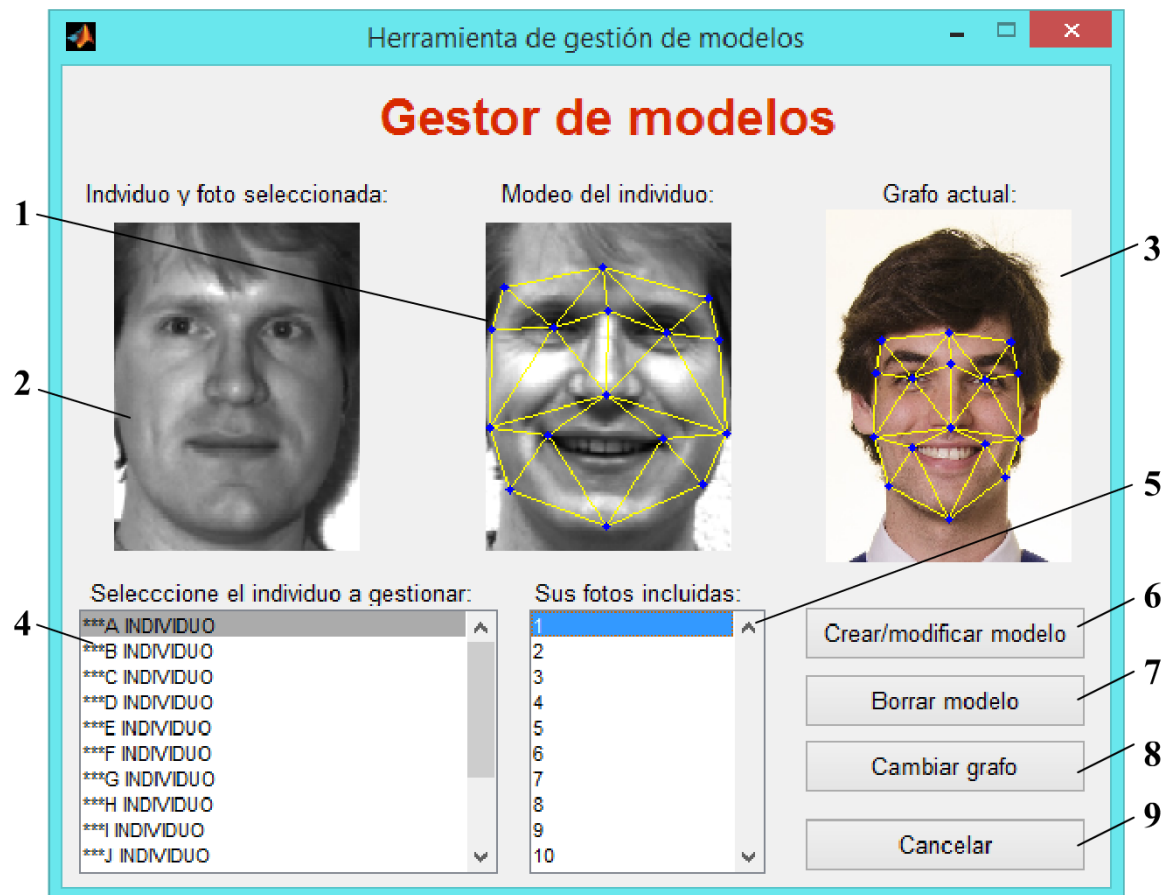 Herramienta de gestión de modelos
Gestor de modelos
Indviduo y foto seleccionada:
Modeo del individuo:
Grafo actual:
1
2
3
4
5
6
7
8
9
Selecccione el individuo a gestionar:
***A INDIVIDUO
***B INDIVIDUO
***C INDIVIDUO
***D INDIVIDUO
***E INDIVIDUO
***F INDIVIDUO
***G INDIVIDUO
***H INDIVIDUO
***I INDIVIDUO
***J INDIVIDUO
Sus fotos incluidas:
1
2
3
4
5
6
7
8
9
10
Crear/modificar modelo
Borrar modelo
Cambiar grafo
Cancelar